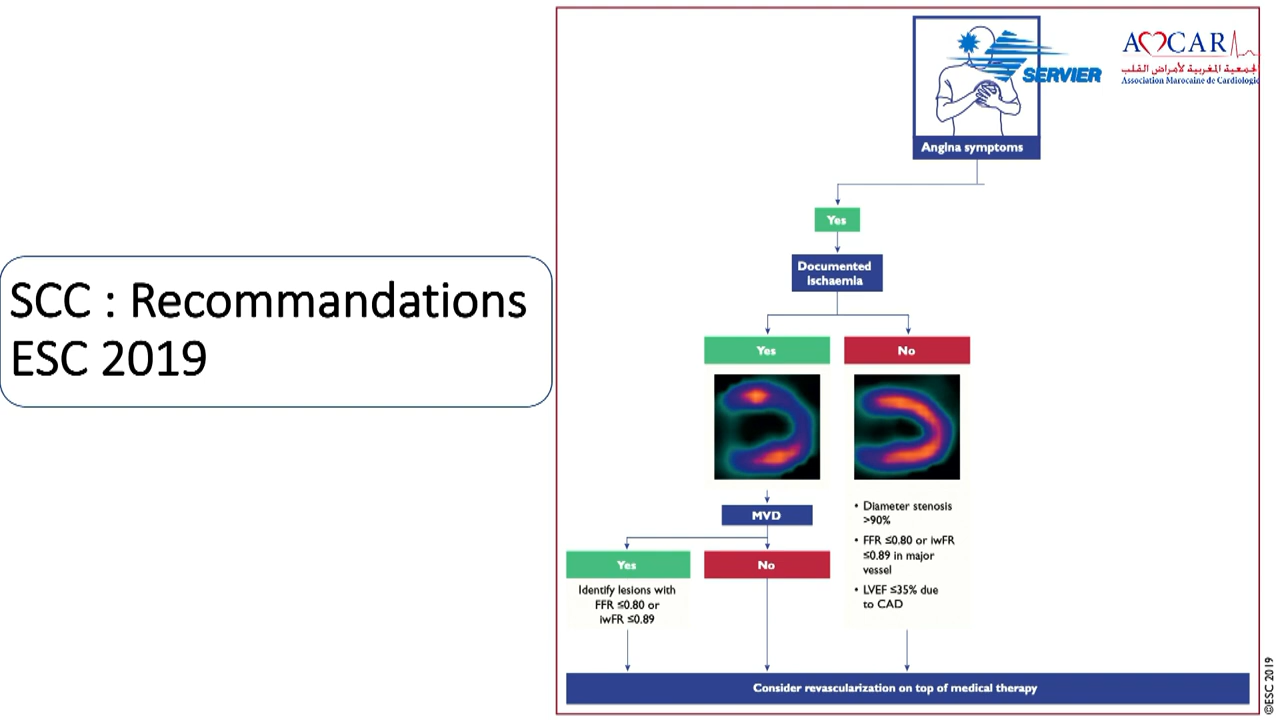 SCC : Recommandations
ESC 2019
SERVIER
AMCAR
الجمعية المغربية لأمراض القلب
Association Marocaine de Cardiologie
Angina symptoms
Yes
Documented
ischaemia
Yes
No
MVD
Yes
No
Identify lesions with
FFR ≤0.80 or
iwFR ≤0.89
• Diameter stenosis
>90%
• FFR ≤0.80 or iwFR
≤0.89 in major
vessel
• LVEF ≤35% due
to CAD
Consider revascularization on top of medical therapy
©ESC 2019